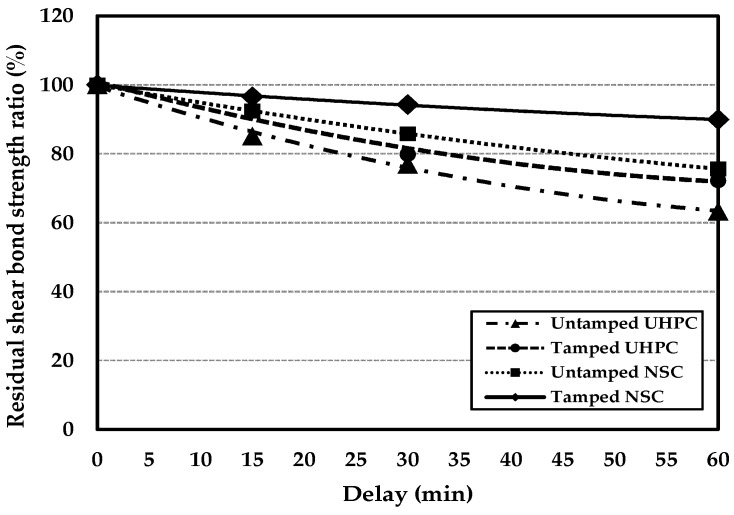 Residual shear bond strength ratio (%)
120
100
80
60
40
20
0
0 5 10 15 20 25 30 35 40 45 50 55 60
Delay (min)
Untamped UHPC
Tamped UHPC
Untamped NSC
Tamped NSC